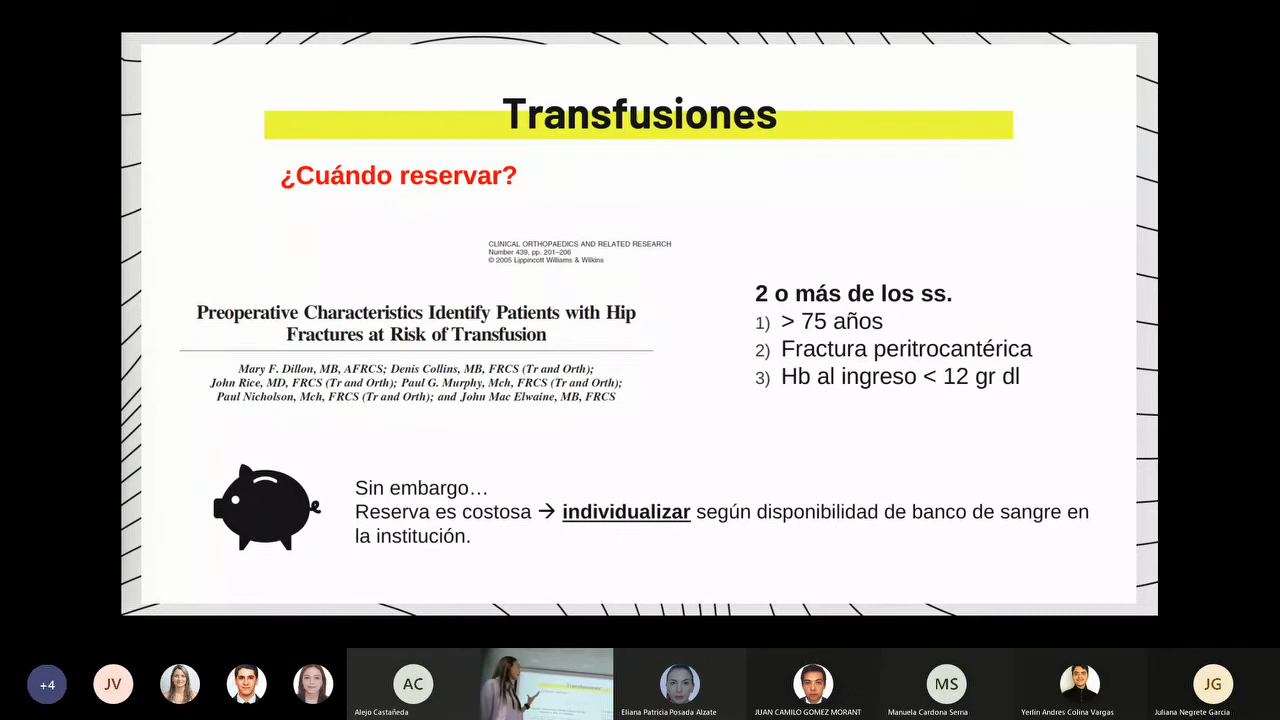 Transfusiones
¿Cuándo reservar?
CLINICAL ORTHOPAEDICS AND RELATED RESEARCH
Number 439, pp. 201–206
© 2005 Lippincott Williams & Wilkins
Preoperative Characteristics Identify Patients with Hip
Fractures at Risk of Transfusion
Mary F. Dillon, MB, AFRCS; Denis Collins, MB, FRCS (Tr and Orth);
John Rice, MD, FRCS (Tr and Orth); Paul G. Murphy, Mch, FRCS (Tr and Orth);
Paul Nicholson, Mch, FRCS (Tr and Orth); and John Mac Elwaine, MB, FRCS
2 o más de los ss.
1) > 75 años
2) Fractura peritrocantérica
3) Hb al ingreso < 12 gr dl
Sin embargo…
Reserva es costosa → individualizar según disponibilidad de banco de sangre en
la institución.
+4
JV
AC
Alejo Castañeda
Transfusiones
Eliana Patricia Posada Alzate
JUAN CAMILO GOMEZ MORANT
MS
Manuela Cardona Serna
Yerlin Andres Colina Vargas
JG
Juliana Negrete Garcia